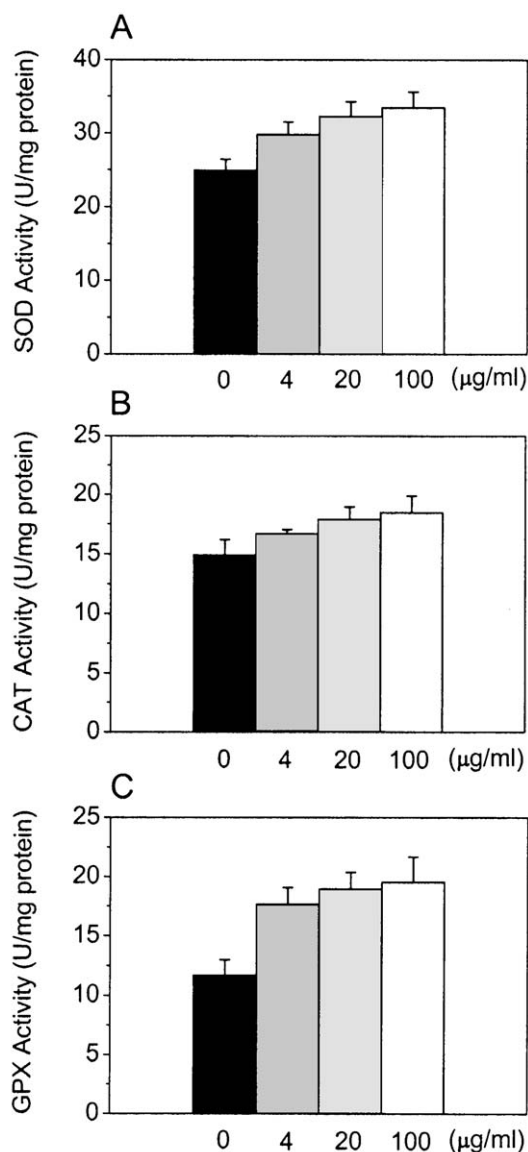 A
SOD Activity (U/mg protein)
40
30
20
10
0
0 4 20 100 (μg/ml)
B
CAT Activity (U/mg protein)
25
20
15
10
5
0
0 4 20 100 (μg/ml)
C
GPX Activity (U/mg protein)
25
20
15
10
5
0
0 4 20 100 (μg/ml)